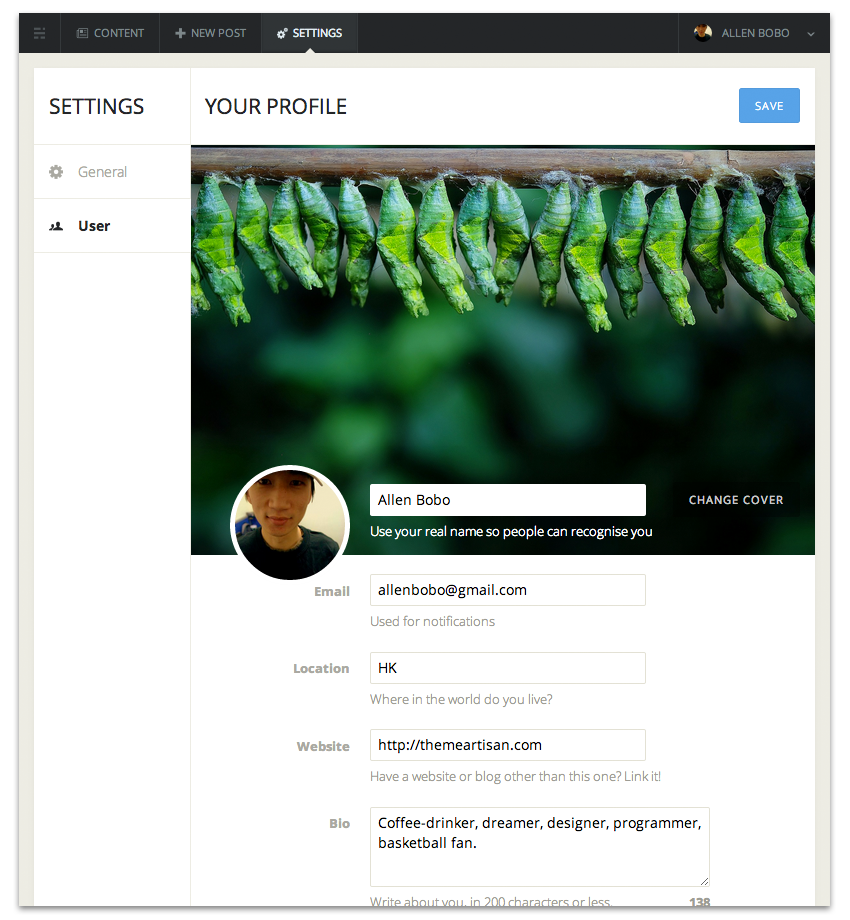 CONTENT
NEW POST
SETTINGS
ALLEN BOBO
SETTINGS
YOUR PROFILE
SAVE
General
User
Allen Bobo
CHANGE COVER
Use your real name so people can recognise you
Email
allenbobo@gmail.com
Used for notifications
Location
HK
Where in the world do you live?
Website
http://themeartisan.com
Have a website or blog other than this one? Link it!
Bio
Coffee-drinker, dreamer, designer, programmer,
basketball fan.
Write about you, in 200 characters or less. 138